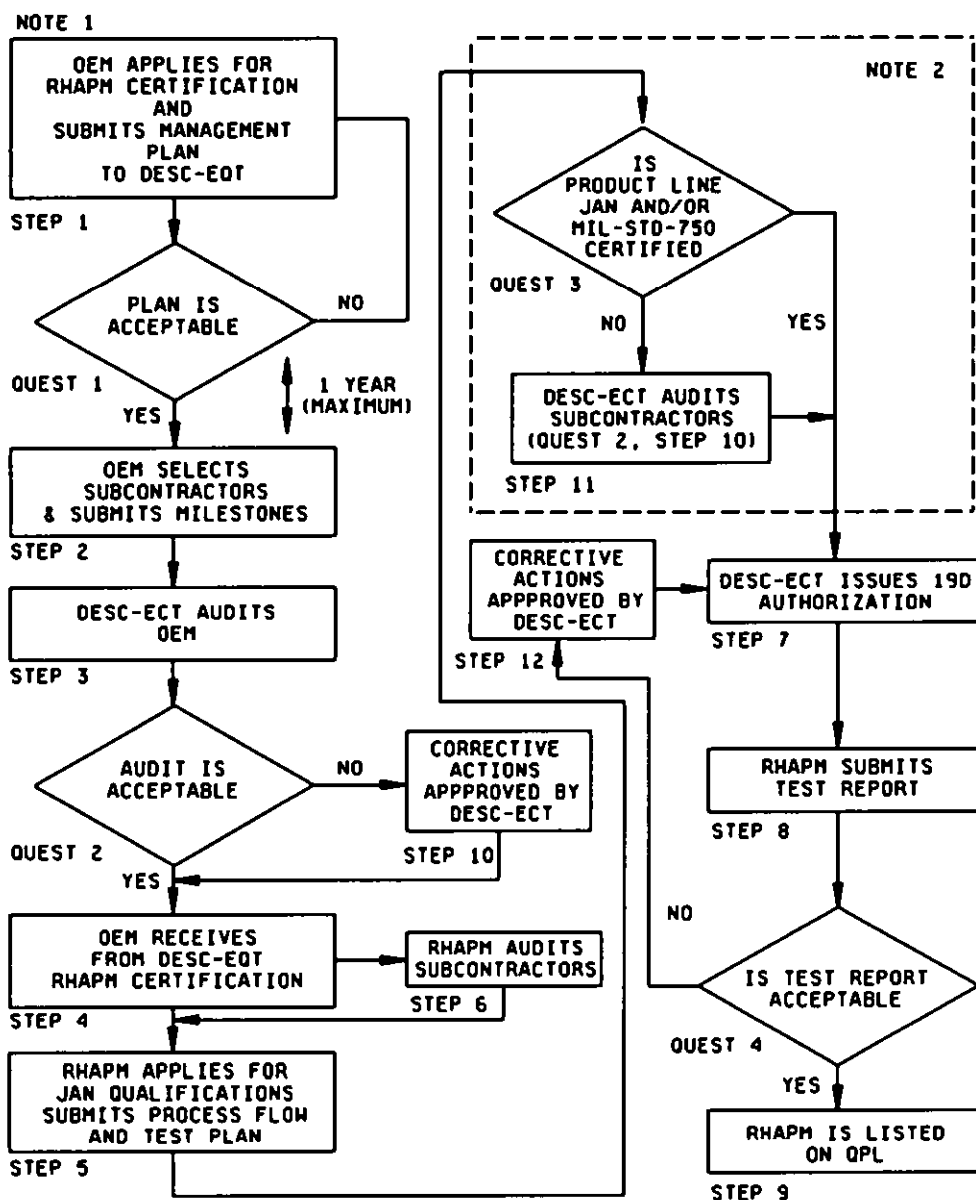 NOTE 1
OEM APPLIES FOR
RHAPM CERTIFICATION
AND
SUBMITS MANAGEMENT
PLAN
TO DESC-EQT
STEP 1
PLAN IS
ACCEPTABLE
NO
QUEST 1
YES
1 YEAR
(MAXIMUM)
OEM SELECTS
SUBCONTRACTORS
& SUBMITS MILESTONES
STEP 2
DESC-ECT AUDITS
OEM
STEP 3
AUDIT IS
ACCEPTABLE
NO
QUEST 2
YES
CORRECTIVE
ACTIONS
APPPROVED BY
DESC-ECT
STEP 10
OEM RECEIVES
FROM DESC-EQT
RHAPM CERTIFICATION
STEP 4
RHAPM AUDITS
SUBCONTRACTORS
STEP 6
RHAPM APPLIES FOR
JAN QUALIFICATIONS
SUBMITS PROCESS FLOW
AND TEST PLAN
STEP 5
NOTE 2
IS
PRODUCT LINE
JAN AND/OR
MIL-STD-750
CERTIFIED
QUEST 3
NO
YES
DESC-ECT AUDITS
SUBCONTRACTORS
(QUEST 2, STEP 10)
STEP 11
CORRECTIVE
ACTIONS
APPPROVED BY
DESC-ECT
STEP 12
DESC-ECT ISSUES 19D
AUTHORIZATION
STEP 7
RHAPM SUBMITS
TEST REPORT
STEP 8
NO
IS TEST REPORT
ACCEPTABLE
QUEST 4
YES
RHAPM IS LISTED
ON QPL
STEP 9